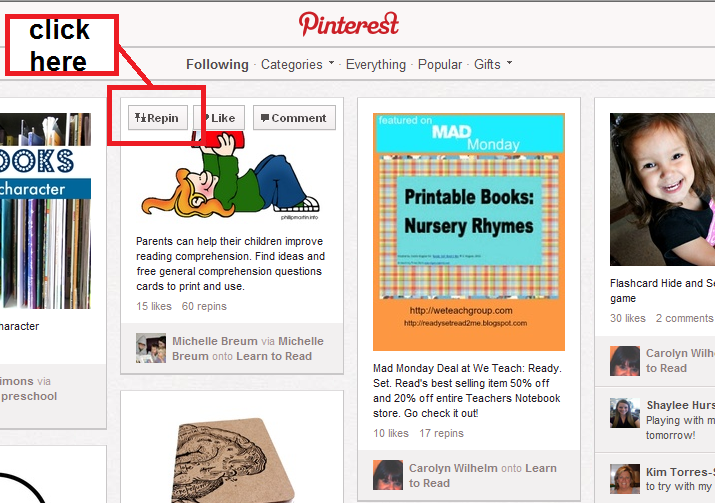 click
here
Pinterest
Following · Categories · Everything · Popular · Gifts
Repin
Like
Comment
OOKS
character
haracter
imons via
preschool
philipmartin.info
Parents can help their children improve
reading comprehension. Find ideas and
free general comprehension questions
cards to print and use.
15 likes 60 repins
Michelle Breum via Michelle
Breum onto Learn to Read
featured on
MAD
Monday
Printable Books:
Nursery Rhymes
http://weteachgroup.com
http://readysetread2me.blogspot.com
Mad Monday Deal at We Teach: Ready.
Set. Read's best selling item 50% off
and 20% off entire Teachers Notebook
store. Go check it out!
10 likes 17 repins
Carolyn Wilhelm onto Learn
to Read
Flashcard Hide and Se
game
30 likes 2 comments
Carolyn Wilhe
to Read
Shaylee Hurs
Playing with m
tomorrow!
Kim Torres-S
to try with my